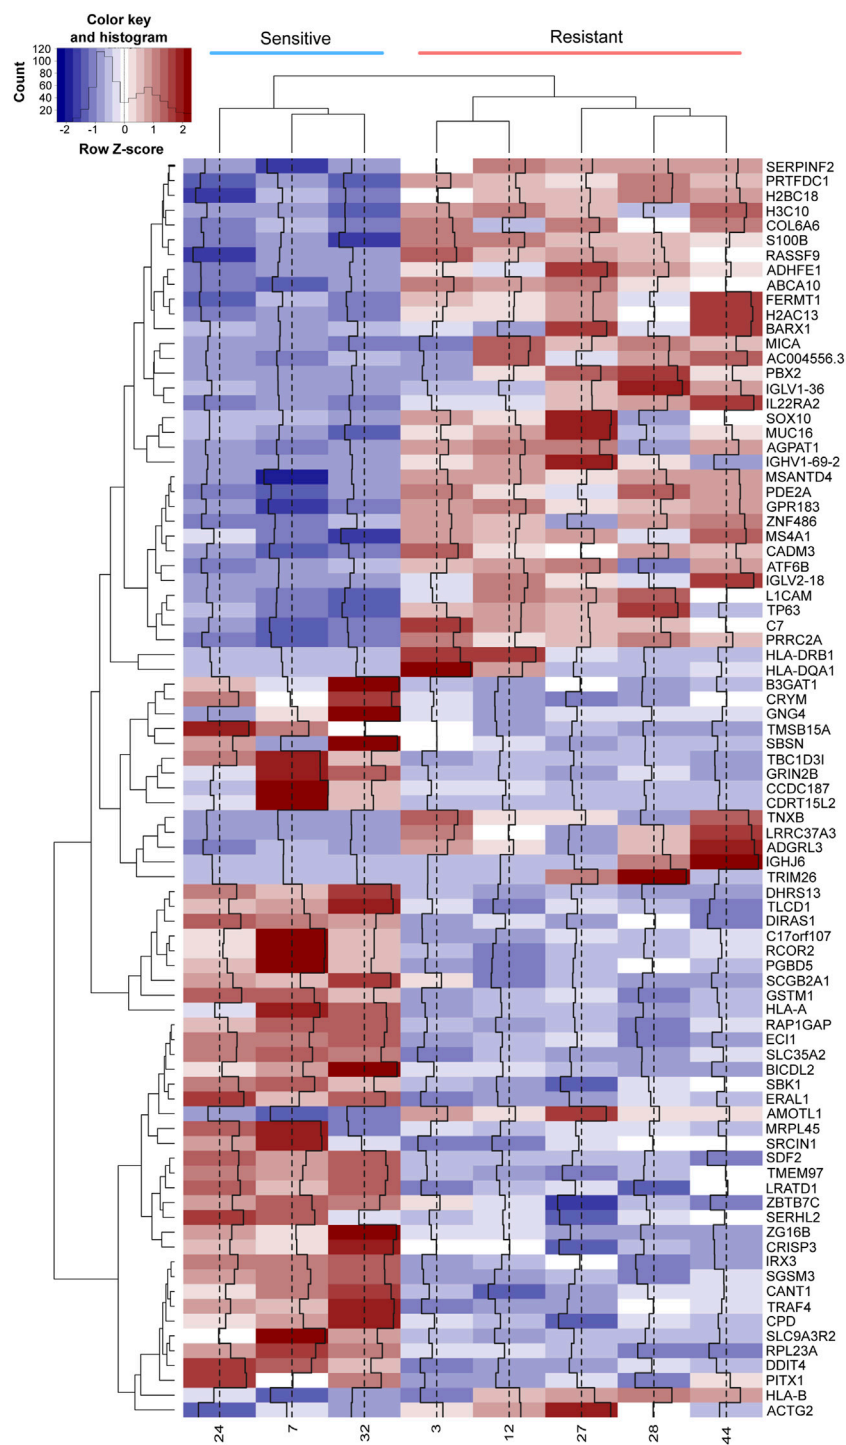 Color key
and histogram
Count
120
100
80
60
40
20
-2 -1 0 1 2
Row Z-score
Sensitive
Resistant
SERPINF2
PRTFDC1
H2BC18
H3C10
COL6A6
S100B
RASSF9
ADHFE1
ABCA10
FERMT1
H2AC13
BARX1
MICA
AC004556.3
PBX2
IGLV1-36
IL22RA2
SOX10
MUC16
AGPAT1
IGHV1-69-2
MSANTD4
PDE2A
GPR183
ZNF486
MS4A1
CADM3
ATF6B
IGLV2-18
L1CAM
TP63
C7
PRRC2A
HLA-DRB1
HLA-DQA1
B3GAT1
CRYM
GNG4
TMSB15A
SBSN
TBC1D3I
GRIN2B
CCDC187
CDRT15L2
TNXB
LRRC37A3
ADGRL3
IGHJ6
TRIM26
DHRS13
TLCD1
DIRAS1
C17orf107
RCOR2
PGBD5
SCGB2A1
GSTM1
HLA-A
RAP1GAP
ECI1
SLC35A2
BICDL2
SBK1
ERAL1
AMOTL1
MRPL45
SRCIN1
SDF2
TMEM97
LRATD1
ZBTB7C
SERHL2
ZG16B
CRISP3
IRX3
SGSM3
CANT1
TRAF4
CPD
SLC9A3R2
RPL23A
DDIT4
PITX1
HLA-B
ACTG2
24 7 32 3 12 27 28 44